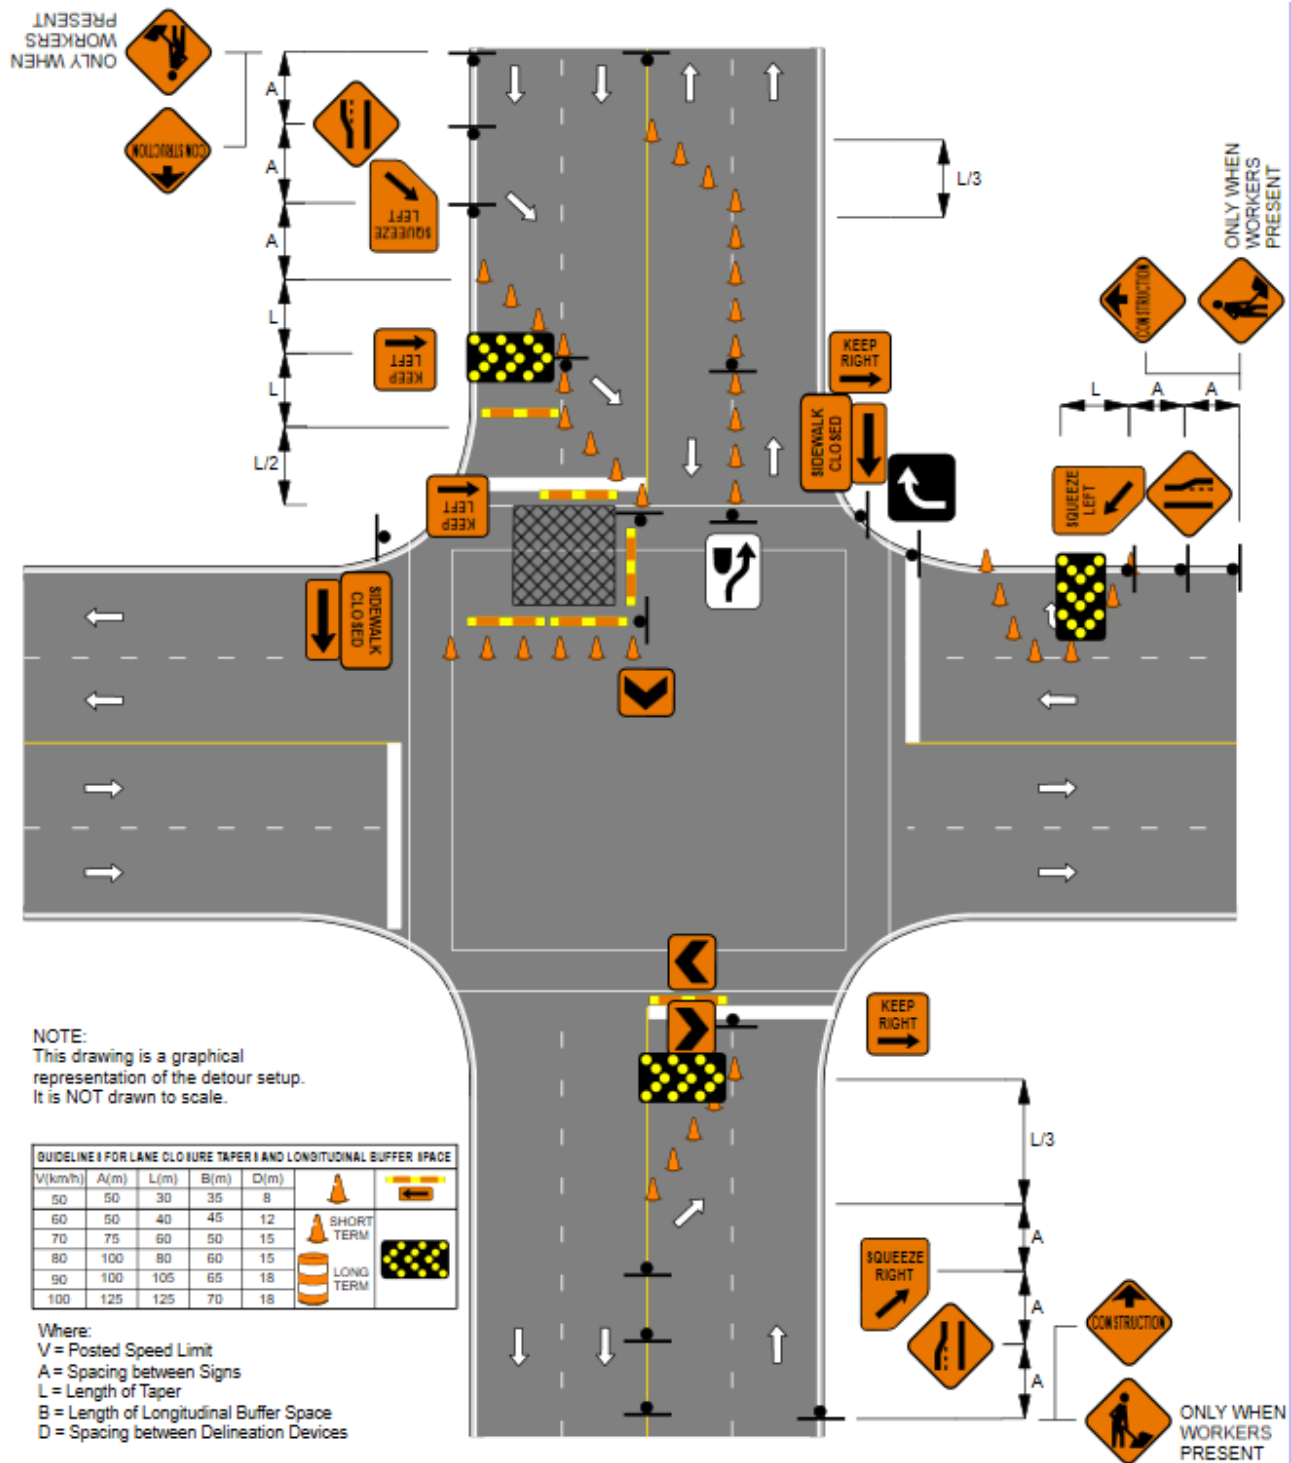 ONLY WHEN
WORKERS
PRESENT
A
CONSTRUCTION
A
SQUEEZE
LEFT
A
L
KEEP
LEFT
L
L/2
KEEP
LEFT
SIDEWALK
CLOSED
L/3
ONLY WHEN
WORKERS
PRESENT
CONSTRUCTION
KEEP
RIGHT
SIDEWALK
CLOSED
L
A
A
SQUEEZE
LEFT
KEEP
RIGHT
L/3
A
SQUEEZE
RIGHT
A
CONSTRUCTION
A
ONLY WHEN
WORKERS
PRESENT
NOTE:
This drawing is a graphical
representation of the detour setup.
It is NOT drawn to scale.
GUIDELINES FOR LANE CLOSURE TAPERS AND LONGITUDINAL BUFFER SPACE
V(km/h) A(m) L(m) B(m) D(m)
50 50 30 35 8
60 50 40 45 12
70 75 60 50 15
80 100 80 60 15
90 100 105 65 18
100 125 125 70 18
SHORT
TERM
LONG
TERM
Where:
V = Posted Speed Limit
A = Spacing between Signs
L = Length of Taper
B = Length of Longitudinal Buffer Space
D = Spacing between Delineation Devices